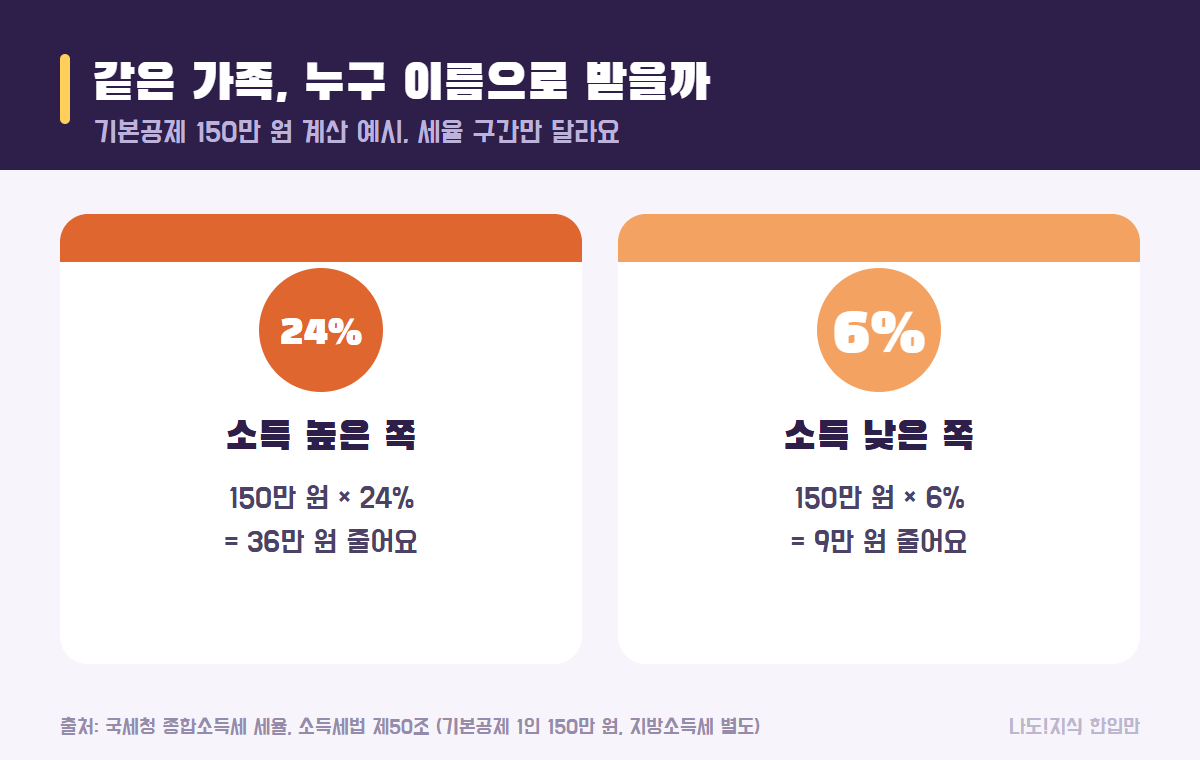 같은 가족, 누구 이름으로 받을까
기본공제 150만 원 계산 예시. 세율 구간만 달라요
24%
소득 높은 쪽
150만 원 × 24%
= 36만 원 줄어요
6%
소득 낮은 쪽
150만 원 × 6%
= 9만 원 줄어요
출처: 국세청 종합소득세 세율, 소득세법 제50조 (기본공제 1인 150만 원, 지방소득세 별도)
나도!지식 한입만